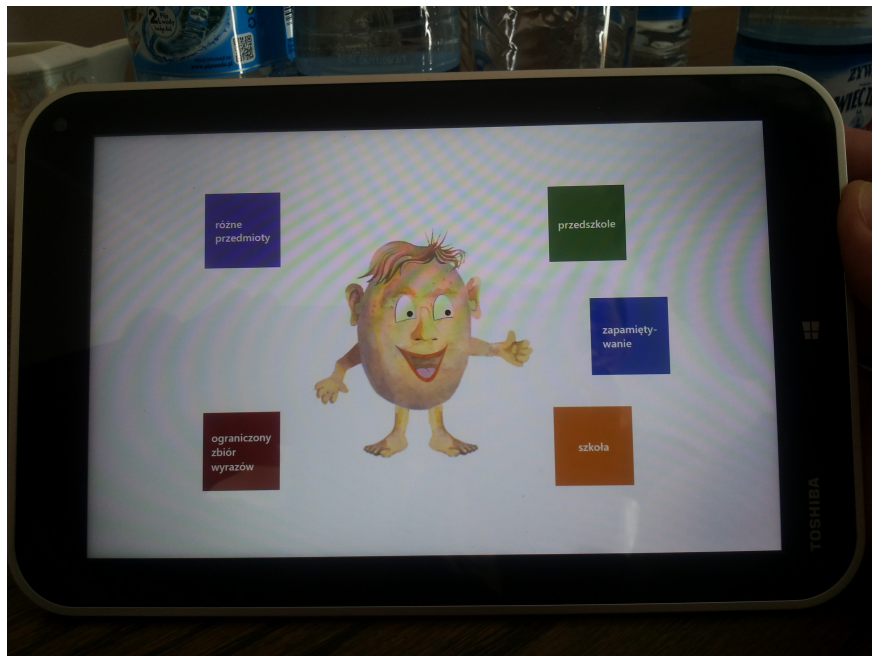 różne
przedmioty
przedszkole
zapamięty-
wanie
ograniczony
zbiór
wyrazów
szkoła
TOSHIBA